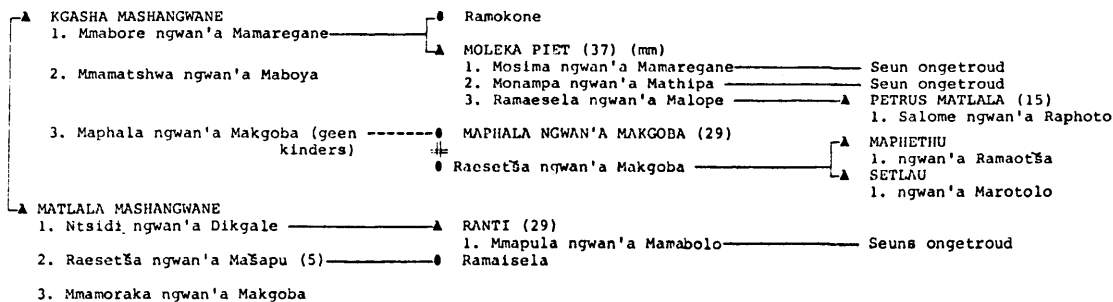 KGASHA MASHANGWANE Ramokone
1. Mmabore ngwan'a Mamaregane
MOLEKA PIET (37) (mm)
2. Mmamatshwa ngwan'a Maboya 1. Mosima ngwan'a Mamaregane Seun ongetroud
2. Monampa ngwan'a Mathipa Seun ongetroud
3. Ramaesela ngwan'a Malope PETRUS MATLALA (15)
1. Salome ngwan'a Raphoto
3. Maphala ngwan'a Makgoba (geen MAPHALA NGWAN'A MAKGOBA (29)
kinders) MAPHETHU
Raesetša ngwan'a Makgoba 1. ngwan'a Ramaotša
SETLAU
1. ngwan'a Marotolo
MATLALA MASHANGWANE
1. Ntsidi ngwan'a Dikgale RANTI (29)
1. Mmapula ngwan'a Mamabolo Seuns ongetroud
2. Raesetša ngwan'a Mašapu (5) Ramaisela
3. Mmamoraka ngwan'a Makgoba